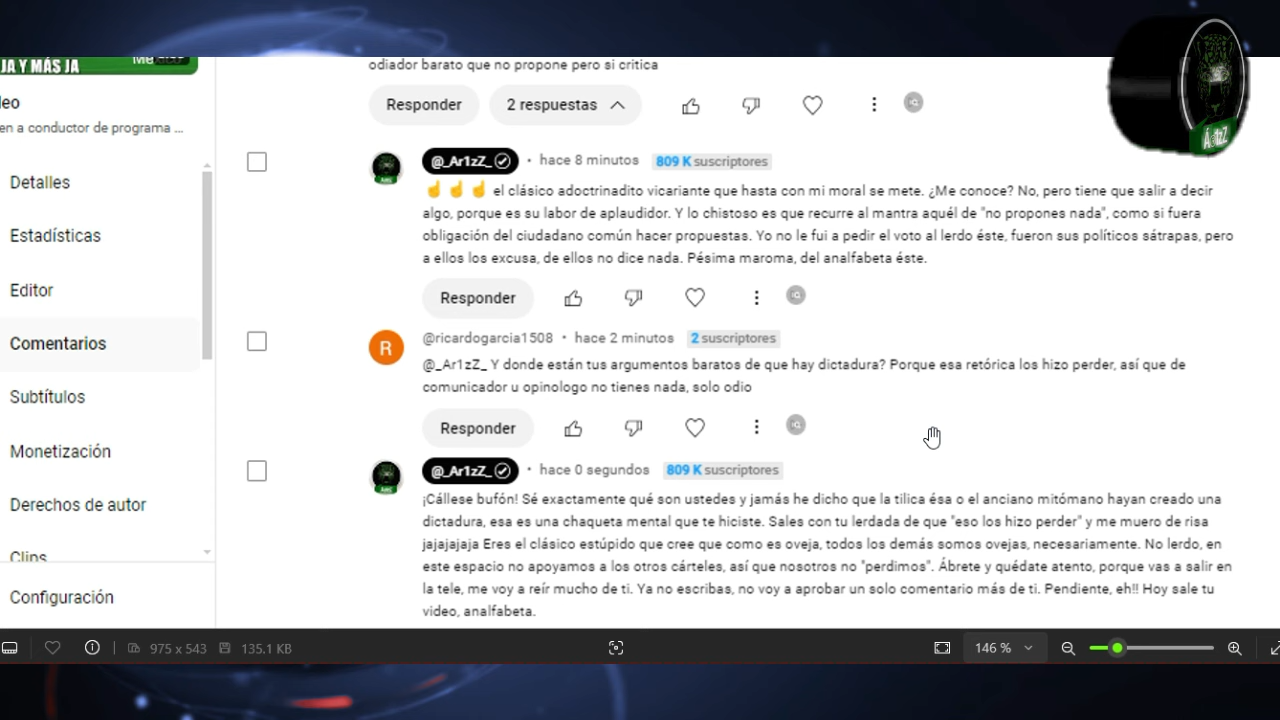 JA Y MÁS JA
odiador barato que no propone pero si critica
eo
en a conductor de programa ...
Responder
2 respuestas
Detalles
Estadísticas
Editor
Comentarios
Subtítulos
Monetización
Derechos de autor
Clips
Configuración
@_Ar1zZ_ • hace 8 minutos 809 K suscriptores
☝☝☝ el clásico adoctrinadito vicariante que hasta con mi moral se mete. ¿Me conoce? No, pero tiene que salir a decir
algo, porque es su labor de aplaudidor. Y lo chistoso es que recurre al mantra aquél de "no propones nada", como si fuera
obligación del ciudadano común hacer propuestas. Yo no le fui a pedir el voto al lerdo éste, fueron sus políticos sátrapas, pero
a ellos los excusa, de ellos no dice nada. Pésima maroma, del analfabeta éste.
Responder
R
@ricardogarcia1508 • hace 2 minutos 2 suscriptores
@_Ar1zZ_ Y donde están tus argumentos baratos de que hay dictadura? Porque esa retórica los hizo perder, así que de
comunicador u opinologo no tienes nada, solo odio
Responder
@_Ar1zZ_ • hace 0 segundos 809 K suscriptores
¡Cállese bufón! Sé exactamente qué son ustedes y jamás he dicho que la tilica ésa o el anciano mitómano hayan creado una
dictadura, esa es una chaqueta mental que te hiciste. Sales con tu lerdada de que "eso los hizo perder" y me muero de risa
jajajajaja Eres el clásico estúpido que cree que como es oveja, todos los demás somos ovejas, necesariamente. No lerdo, en
este espacio no apoyamos a los otros cárteles, así que nosotros no "perdimos". Ábrete y quédate atento, porque vas a salir en
la tele, me voy a reír mucho de ti. Ya no escribas, no voy a aprobar un solo comentario más de ti. Pendiente, eh!! Hoy sale tu
video, analfabeta.
975 x 543
135.1 KB
146 %
Ar1zZ